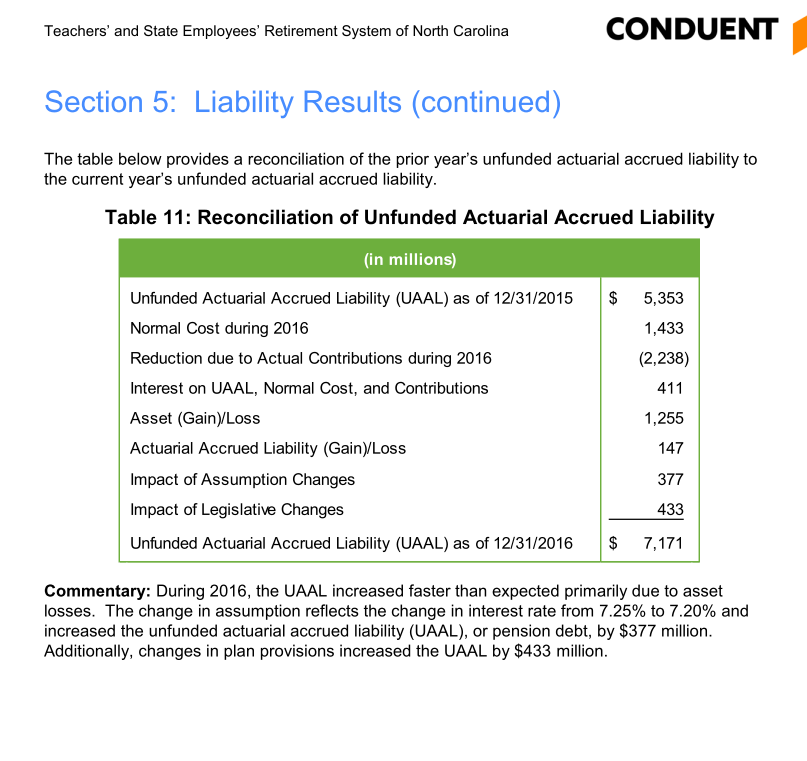 Teachers' and State Employees' Retirement System of North Carolina
CONDUENT
Section 5:  Liability Results (continued)
The table below provides a reconciliation of the prior year's unfunded actuarial accrued liability to
the current year's unfunded actuarial accrued liability.
Table 11: Reconciliation of Unfunded Actuarial Accrued Liability
(in millions)
Unfunded Actuarial Accrued Liability (UAAL) as of 12/31/2015 $ 5,353
Normal Cost during 2016 1,433
Reduction due to Actual Contributions during 2016 (2,238)
Interest on UAAL, Normal Cost, and Contributions 411
Asset (Gain)/Loss 1,255
Actuarial Accrued Liability (Gain)/Loss 147
Impact of Assumption Changes 377
Impact of Legislative Changes 433
Unfunded Actuarial Accrued Liability (UAAL) as of 12/31/2016 $ 7,171
Commentary: During 2016, the UAAL increased faster than expected primarily due to asset
losses.  The change in assumption reflects the change in interest rate from 7.25% to 7.20% and
increased the unfunded actuarial accrued liability (UAAL), or pension debt, by $377 million.
Additionally, changes in plan provisions increased the UAAL by $433 million.